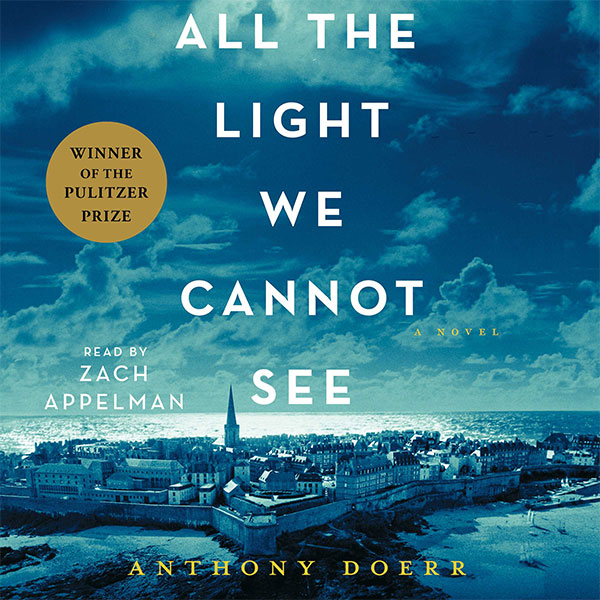 ALL THE
LIGHT
WE
CANNOT
SEE
A NOVEL
WINNER
OF THE
PULITZER
PRIZE
READ BY
ZACH
APPELMAN
ANTHONY DOERR